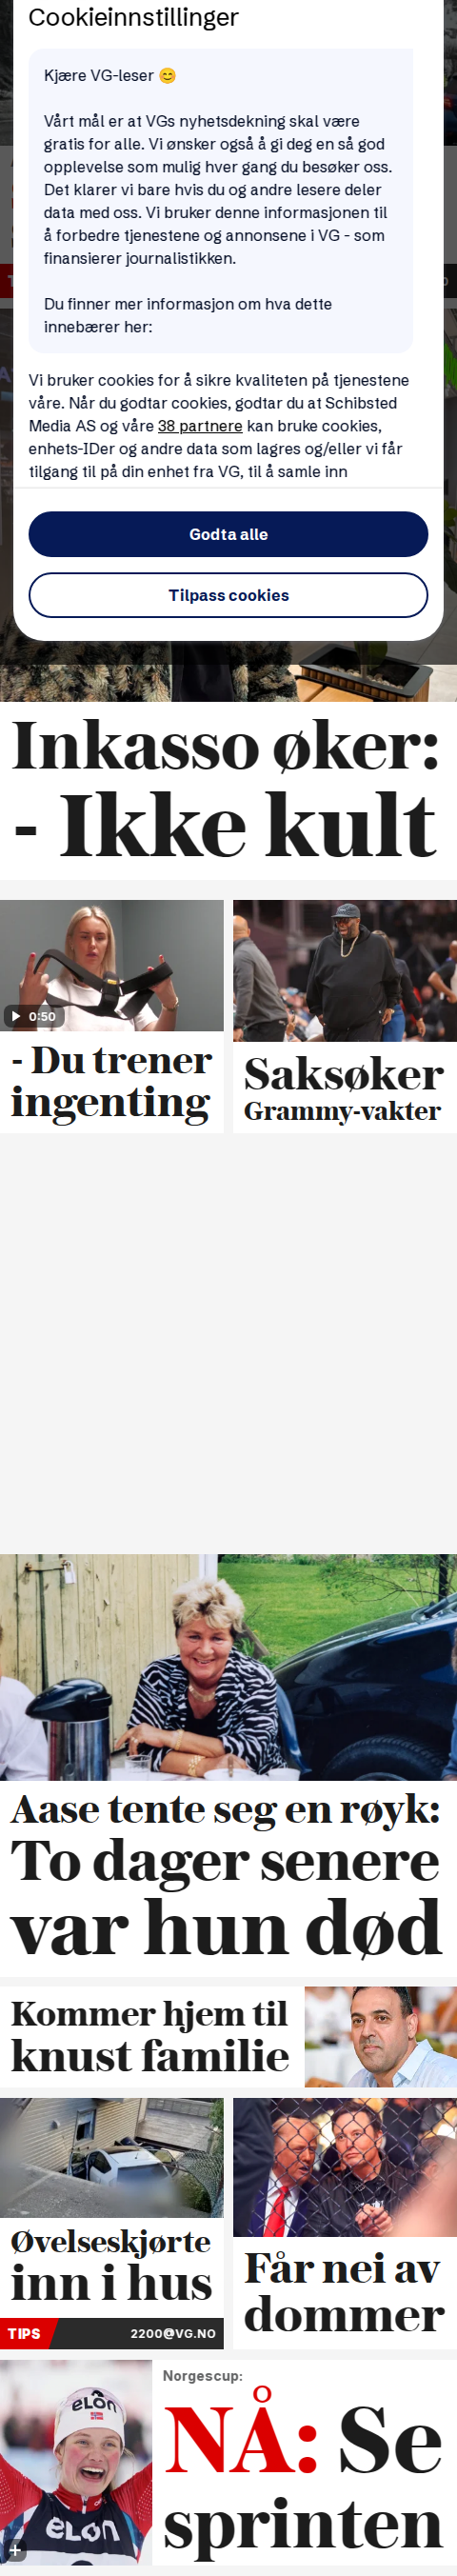 Cookieinnstillinger
Kjære VG-leser 😊
Vårt mål er at VGs nyhetsdekning skal være
gratis for alle. Vi ønsker også å gi deg en så god
opplevelse som mulig hver gang du besøker oss.
Det klarer vi bare hvis du og andre lesere deler
data med oss. Vi bruker denne informasjonen til
å forbedre tjenestene og annonsene i VG - som
finansierer journalistikken.
Du finner mer informasjon om hva dette
innebærer her:
Vi bruker cookies for å sikre kvaliteten på tjenestene
våre. Når du godtar cookies, godtar du at Schibsted
Media AS og våre 38 partnere kan bruke cookies,
enhets-IDer og andre data som lagres og/eller vi får
tilgang til på din enhet fra VG, til å samle inn
Godta alle
Tilpass cookies
Inkasso øker:
- Ikke kult
0:50
- Du trener
ingenting
Saksøker
Grammy-vakter
Aase tente seg en røyk:
To dager senere
var hun død
Kommer hjem til
knust familie
Øvelseskjørte
inn i hus
TIPS 2200@VG.NO
Får nei av
dommer
elon
elon
Norgescup:
NÅ: Se
sprinten